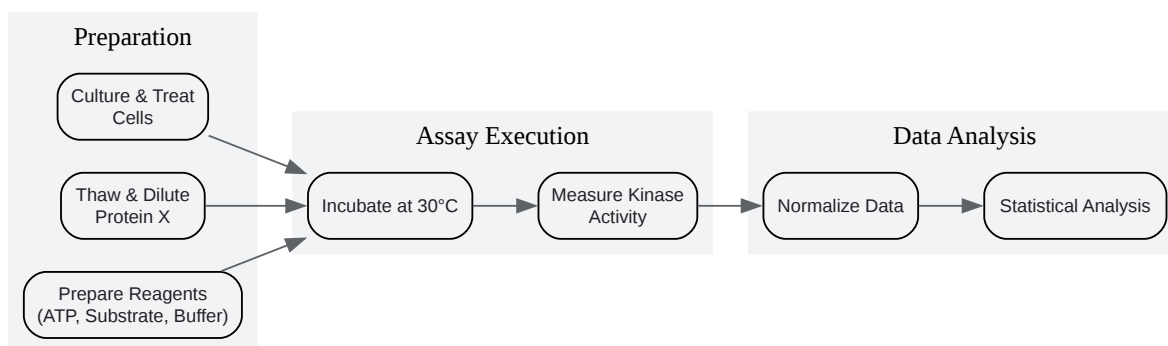 Preparation
Culture & Treat
Cells
Thaw & Dilute
Protein X
Prepare Reagents
(ATP, Substrate, Buffer)
Assay Execution
Incubate at 30°C
Measure Kinase
Activity
Data Analysis
Normalize Data
Statistical Analysis